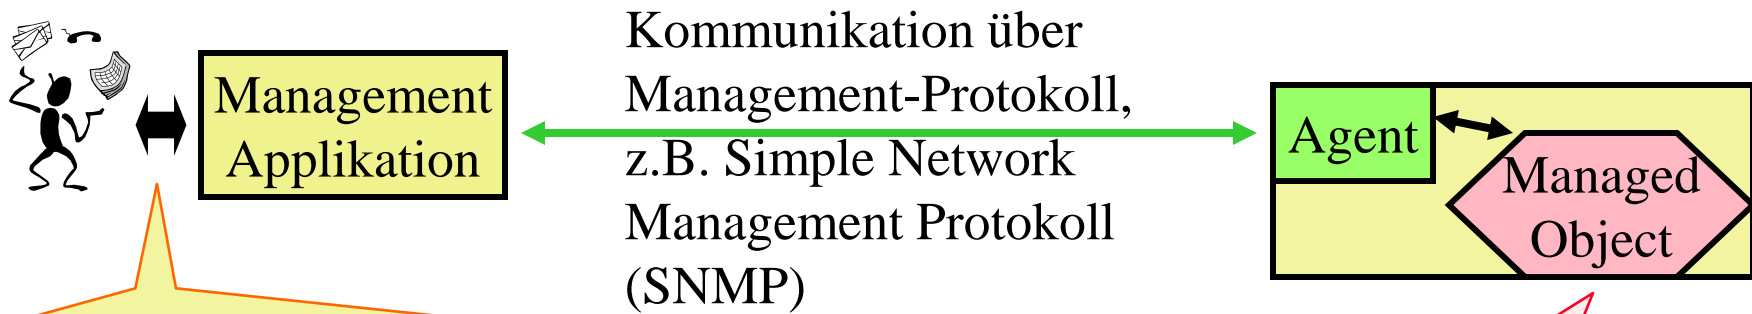 Management
Applikation
Kommunikation über
Management-Protokoll,
z.B. Simple Network
Management Protokoll
(SNMP)
Agent
Managed
Object